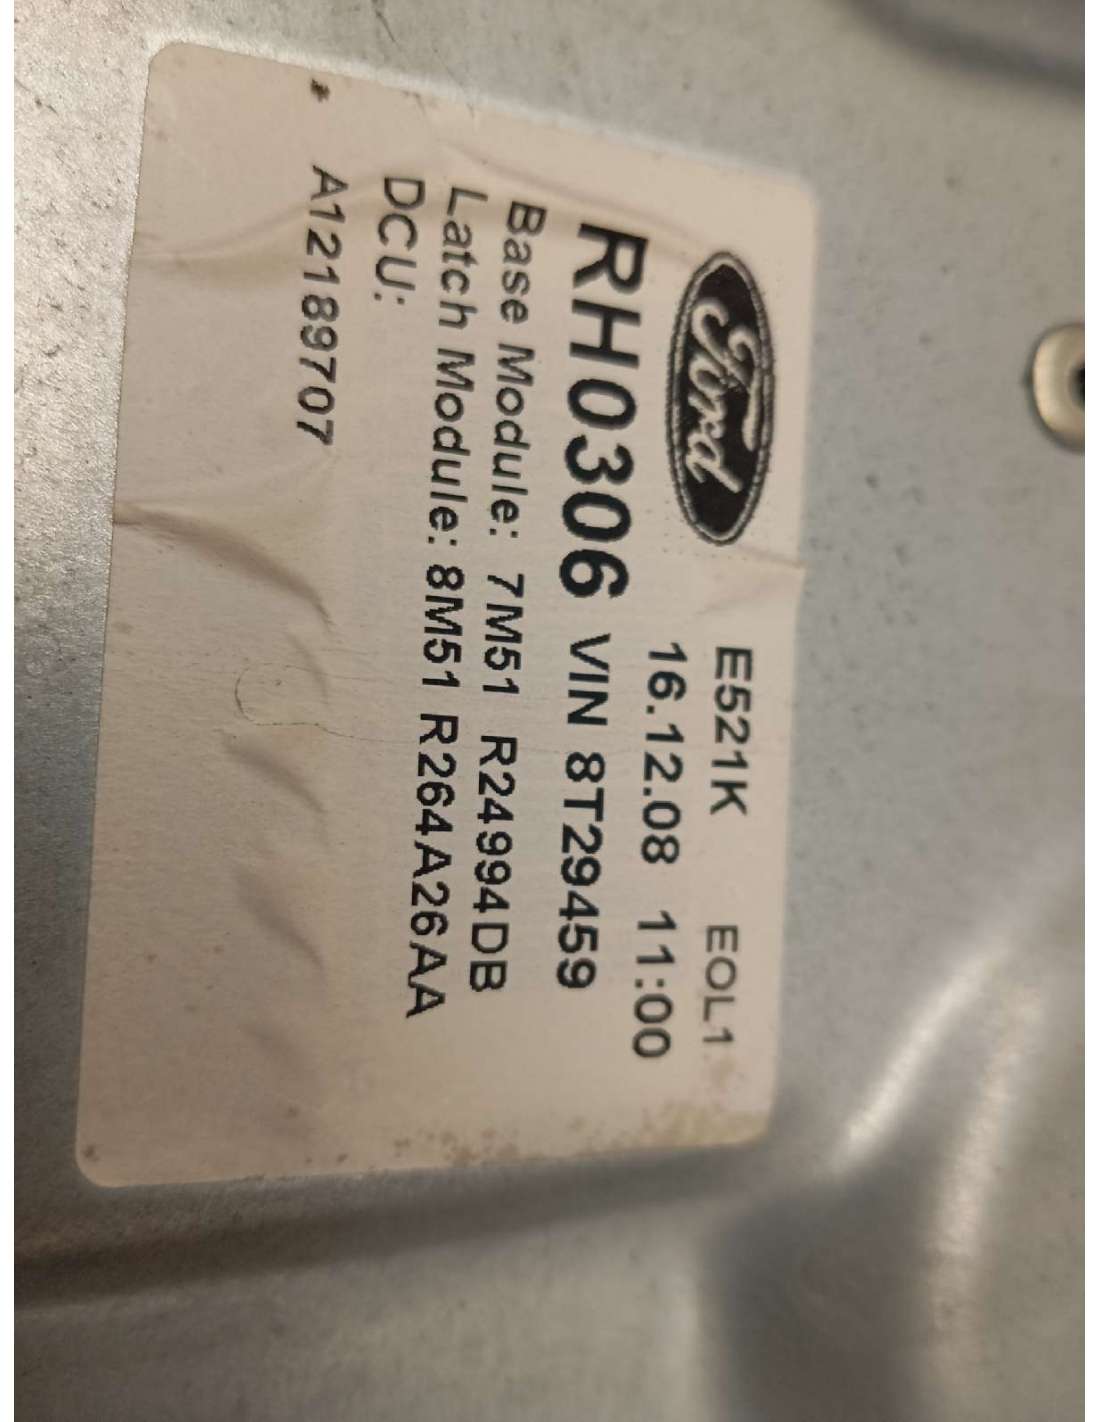 Ford
E521K EOL1
16.12.08 11:00
RH0306 VIN 8T29459
Base Module: 7M51 R24994DB
Latch Module: 8M51 R264A26AA
DCU:
A12189707